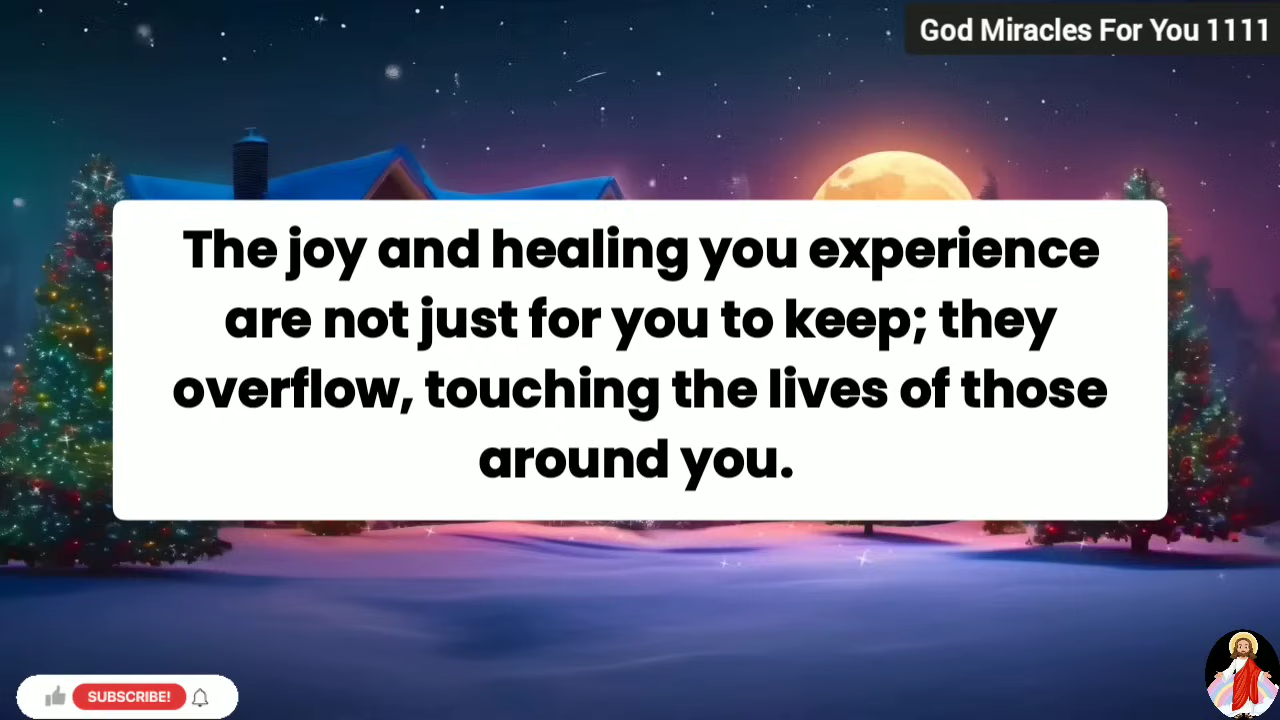 God Miracles For You 1111
The joy and healing you experience
are not just for you to keep; they
overflow, touching the lives of those
around you.
SUBSCRIBE!